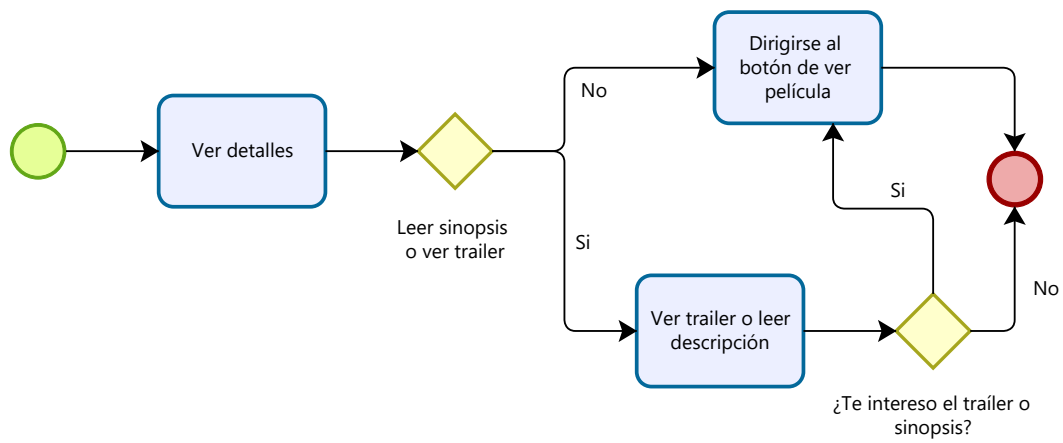 Dirigirse al
botón de ver
película
No
Ver detalles
Si
Leer sinopsis
o ver trailer
Si
No
Ver trailer o leer
descripción
¿Te intereso el traíler o
sinopsis?